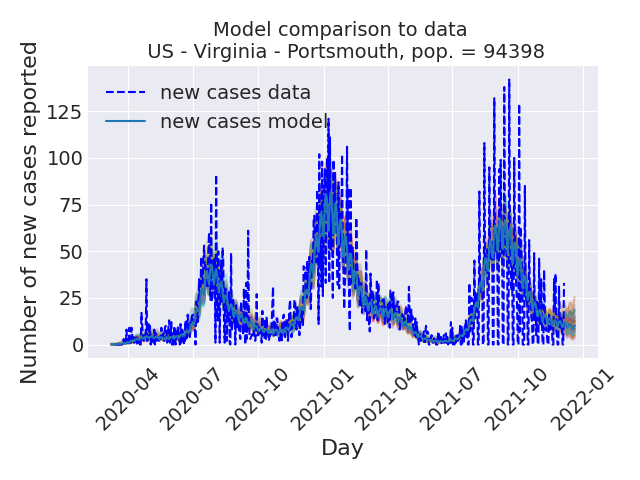 Model comparison to data
US - Virginia - Portsmouth, pop. = 94398
Number of new cases reported
125
100
75
50
25
0
new cases data
new cases model
2020-04
2020-07
2020-10
2021-01
2021-04
2021-07
2021-10
2022-01
Day